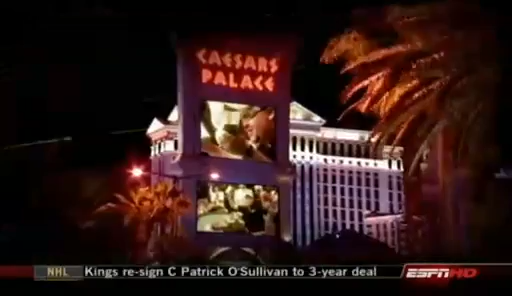 CAESARS
PALACE
NHL Kings re-sign C Patrick O'Sullivan to 3-year deal ESPN HD